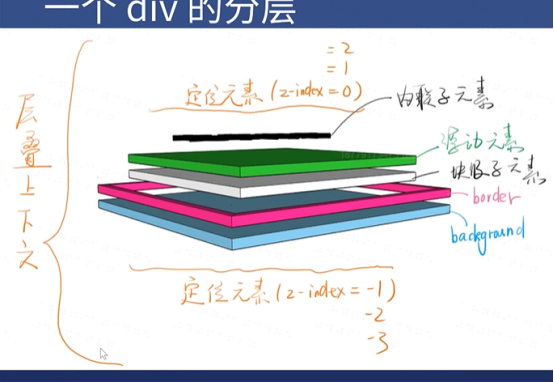 一个 div 的分层
=2
=1
定位元素(z-index=0)
内联子元素
浮动元素
块级子元素
border
background
层叠上下文
定位元素(z-index=-1)
-2
-3